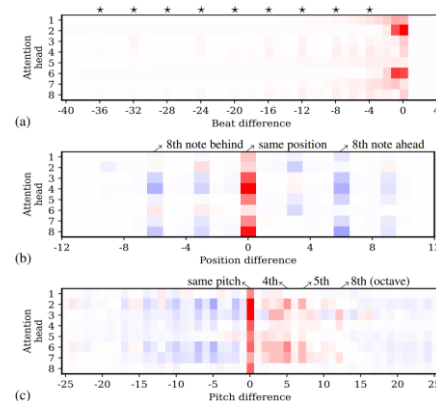 ★ ★ ★ ★ ★ ★ ★ ★ ★
Attention
head
1
2
3
4
5
6
7
8
-40 -36 -32 -28 -24 -20 -16 -12 -8 -4 0 4
(a) Beat difference
8th note behind same position 8th note ahead
Attention
head
1
2
3
4
5
6
7
8
-12 -8 -4 0 4 8 12
(b) Position difference
same pitch 4th 5th 8th (octave)
Attention
head
1
2
3
4
5
6
7
8
-25 -20 -15 -10 -5 0 5 10 15 20 25
(c) Pitch difference